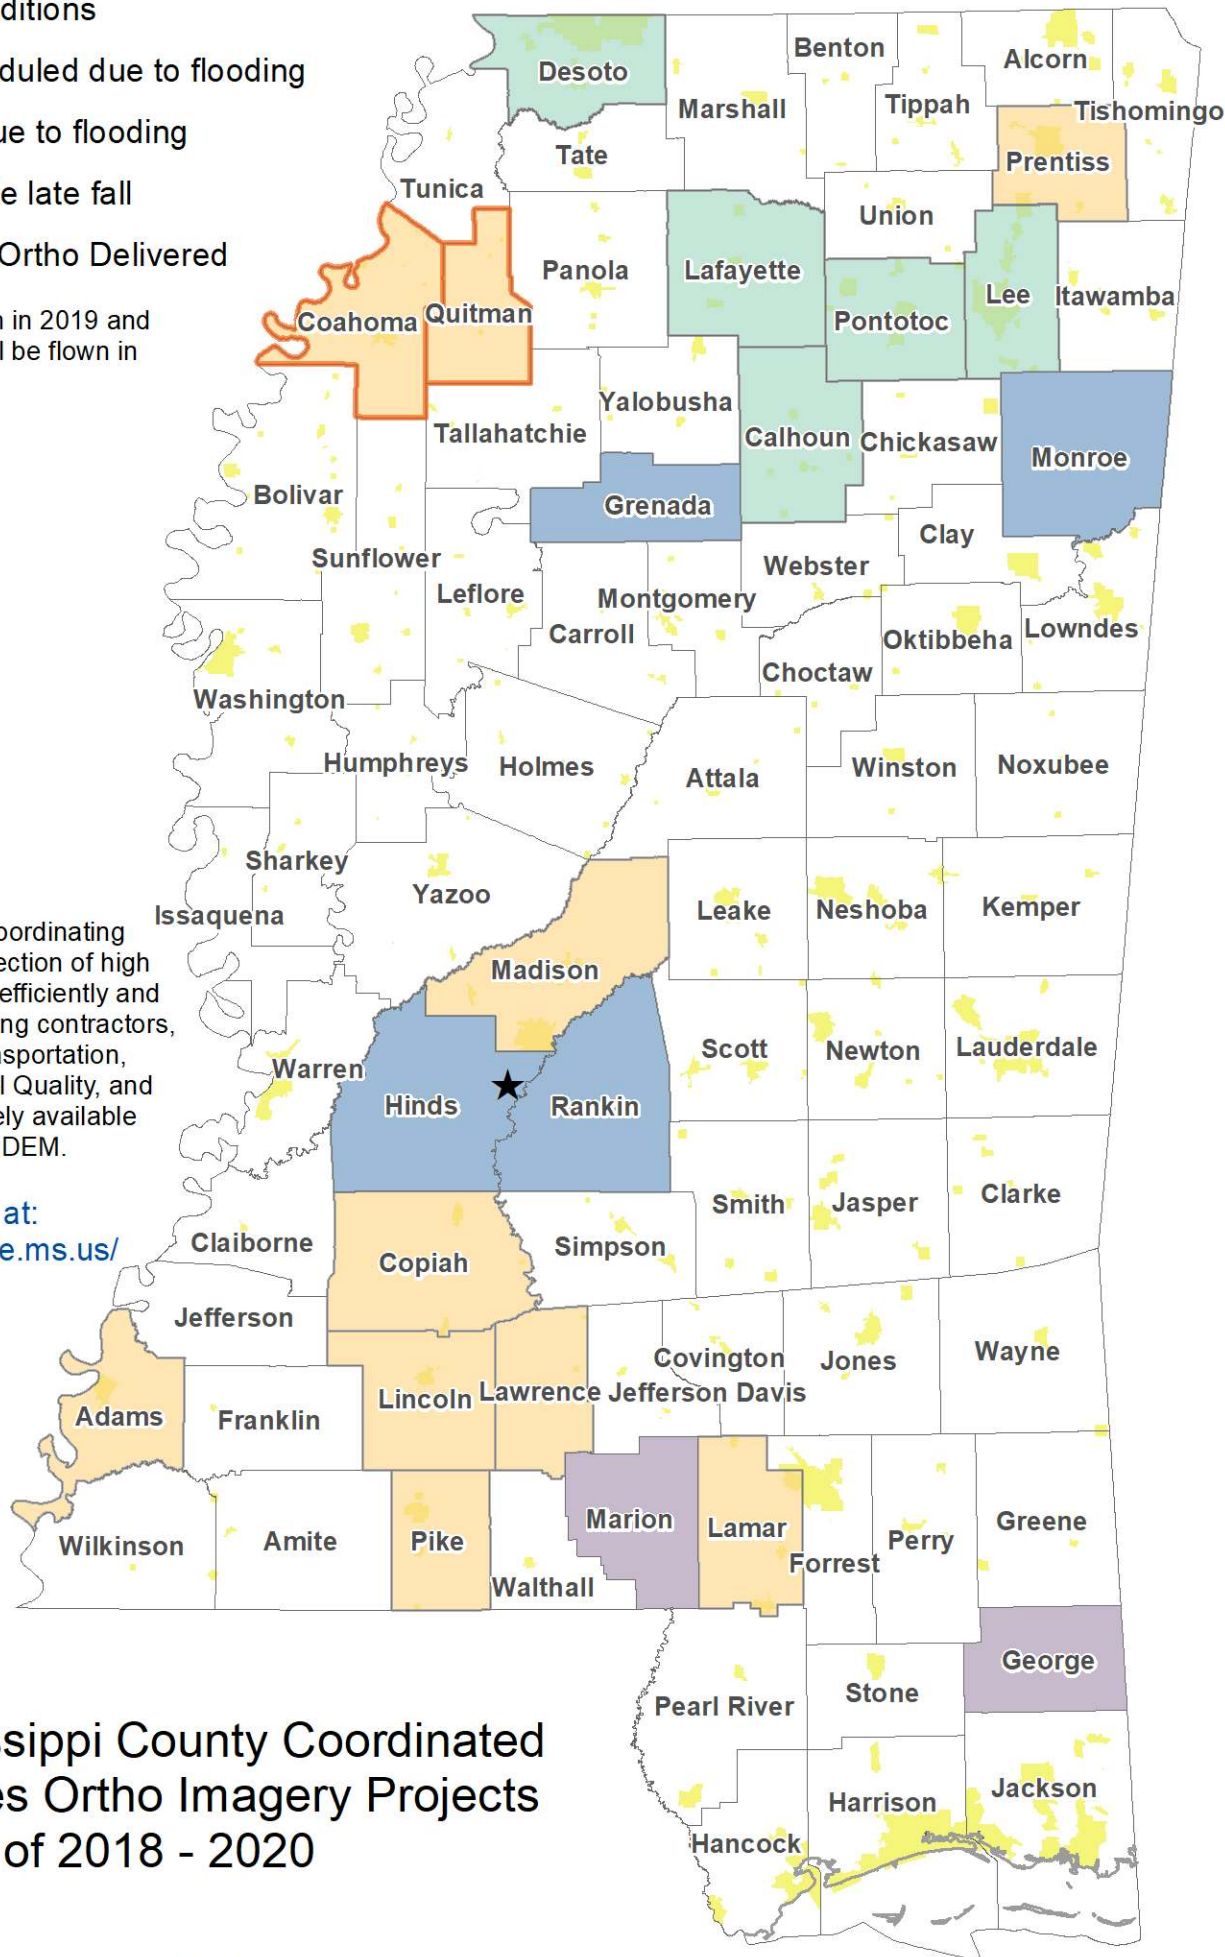 ditions
duled due to flooding
ue to flooding
e late fall
Ortho Delivered
in 2019 and
l be flown in
Desoto
Benton
Alcorn
Marshall
Tippah
Tishomingo
Tate
Prentiss
Tunica
Union
Panola
Lafayette
Lee
Itawamba
Coahoma
Quitman
Pontotoc
Yalobusha
Tallahatchie
Calhoun
Chickasaw
Monroe
Bolivar
Grenada
Clay
Sunflower
Webster
Leflore
Montgomery
Carroll
Oktibbeha
Lowndes
Choctaw
Washington
Humphreys
Holmes
Attala
Winston
Noxubee
Sharkey
Yazoo
Issaquena
Leake
Neshoba
Kemper
oordinating
ection of high
efficiently and
ng contractors,
nsportation,
l Quality, and
ely available
DEM.
Madison
Warren
Scott
Newton
Lauderdale
Hinds
Rankin
at:
e.ms.us/
Smith
Jasper
Clarke
Claiborne
Copiah
Simpson
Jefferson
Covington
Jones
Wayne
Adams
Franklin
Lincoln
Lawrence
Jefferson Davis
Wilkinson
Amite
Pike
Marion
Lamar
Forrest
Perry
Greene
Walthall
George
Pearl River
Stone
Harrison
Jackson
Hancock
ssippi County Coordinated
es Ortho Imagery Projects
of 2018 - 2020